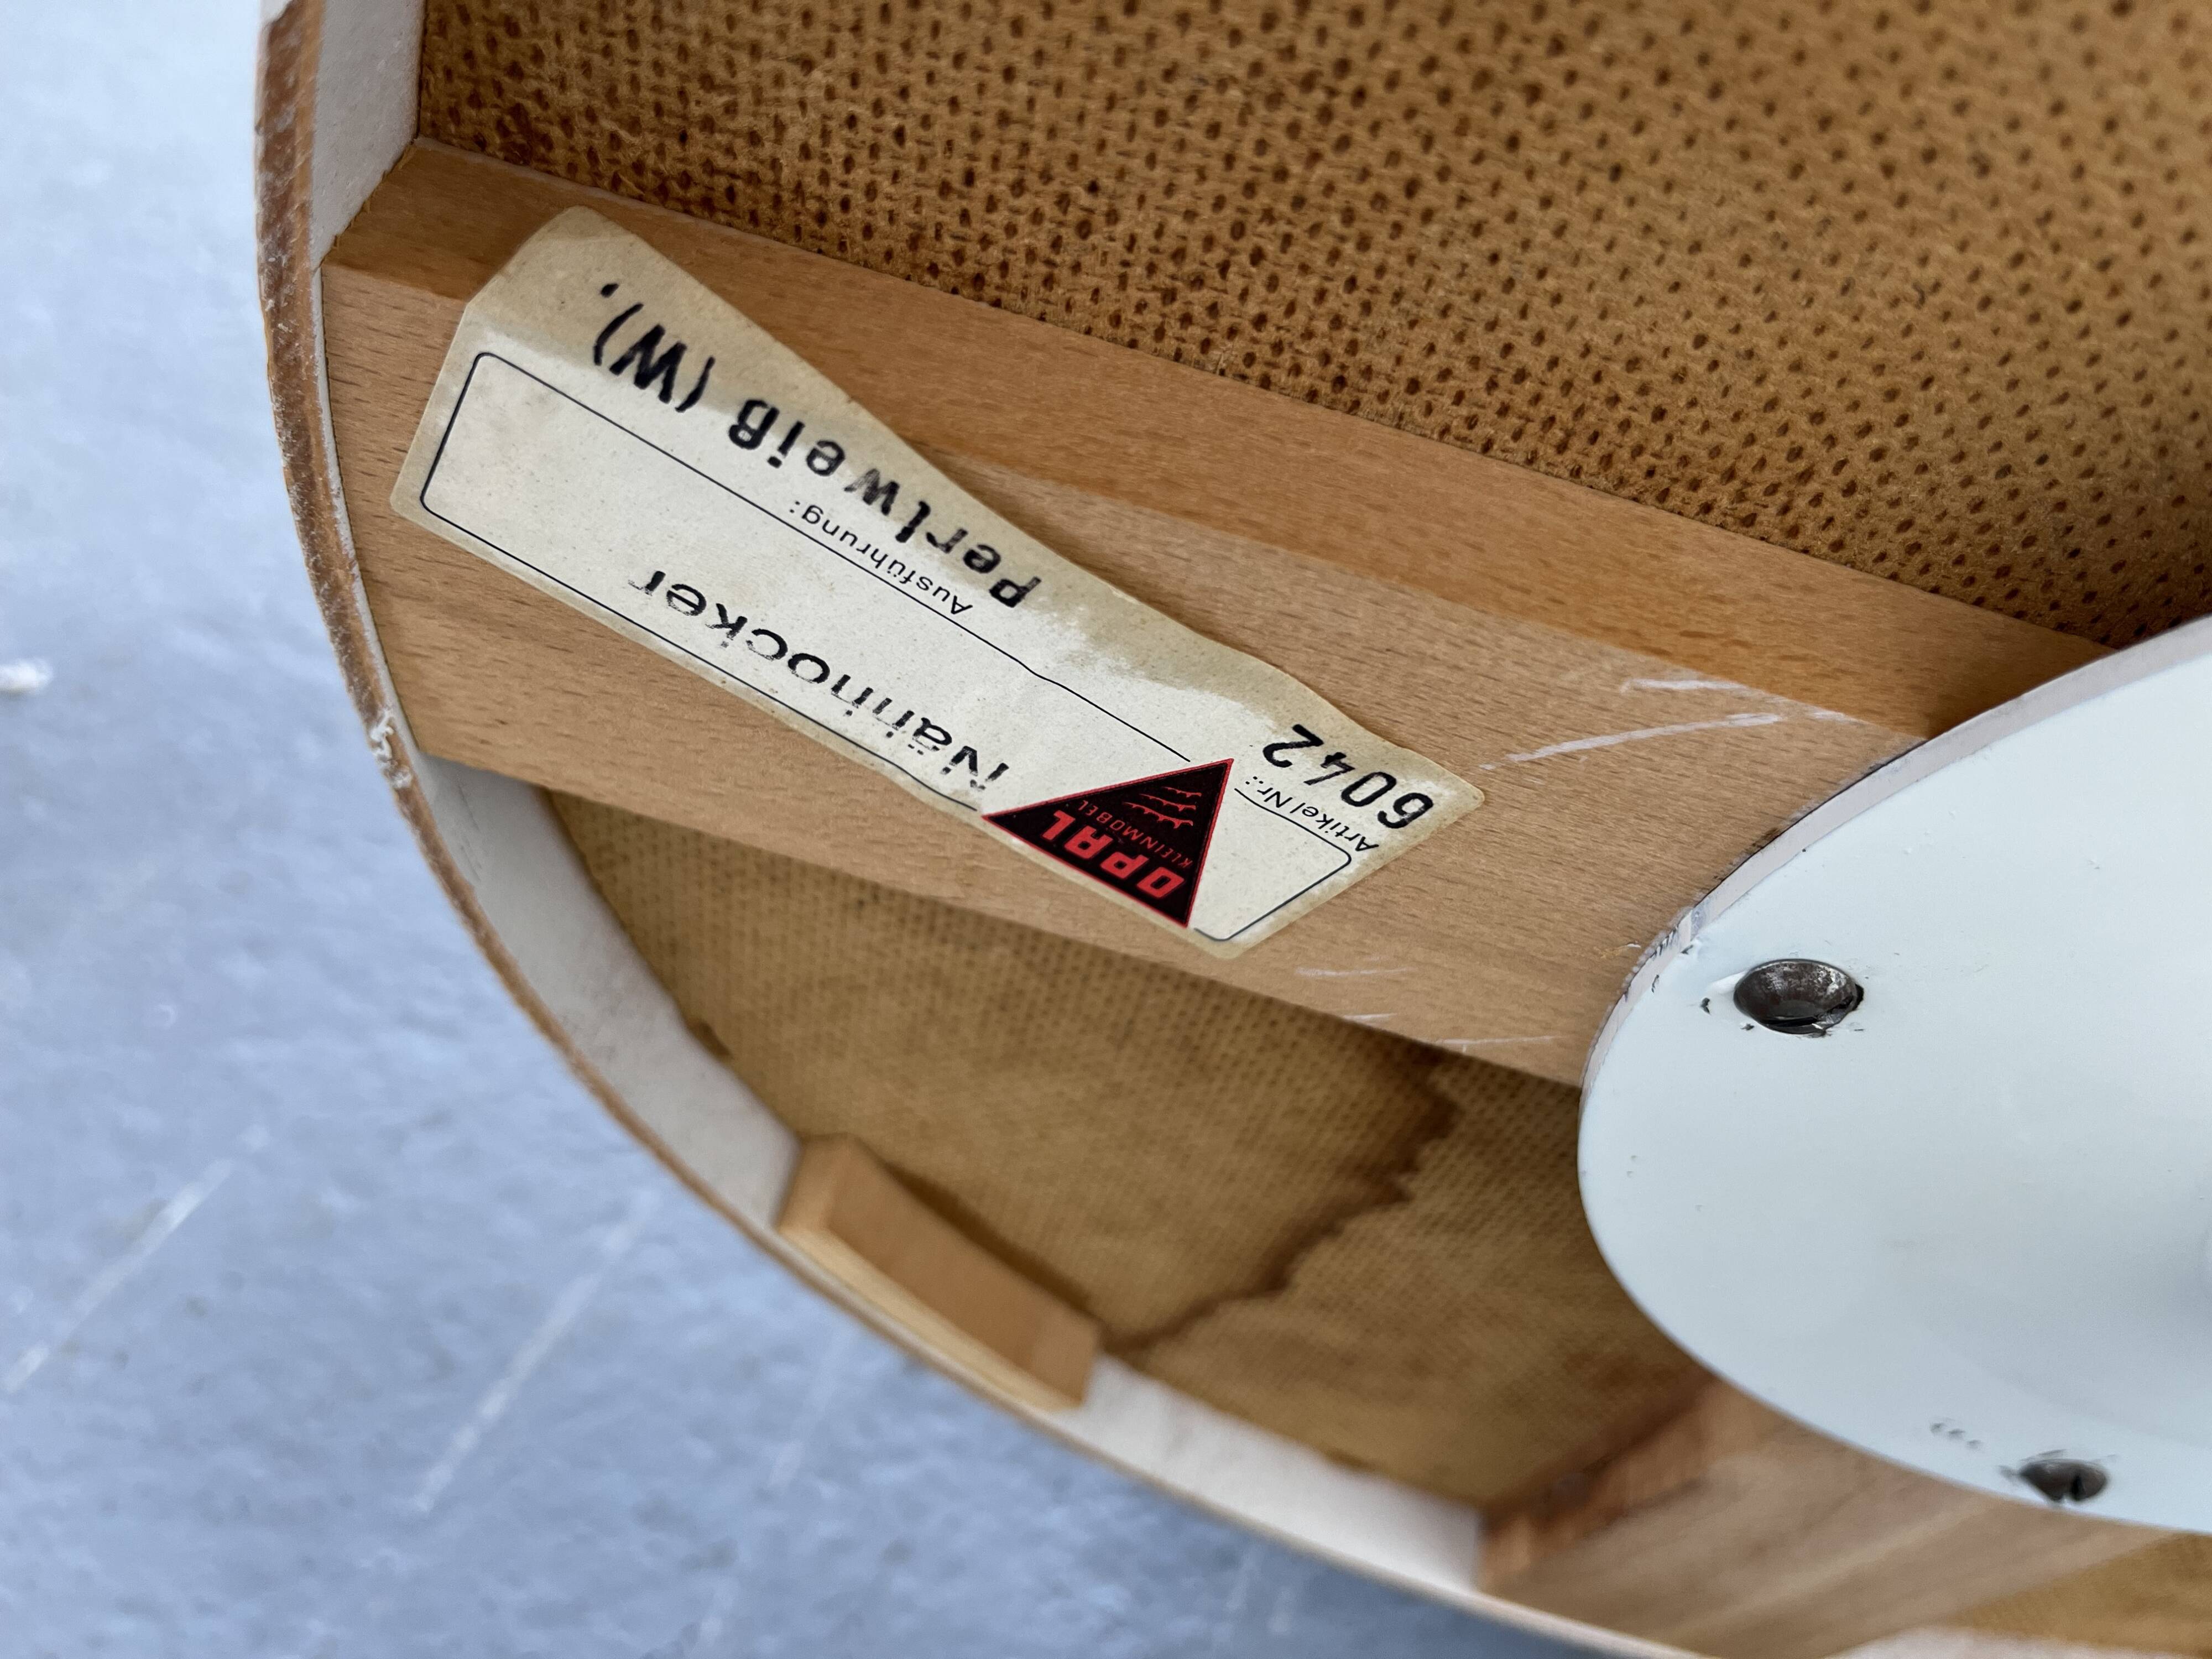 OPAL
KLEINMÖBEL
Nähhocker
Artikel Nr.:
Ausführung:
6042
Perlweiß (W).